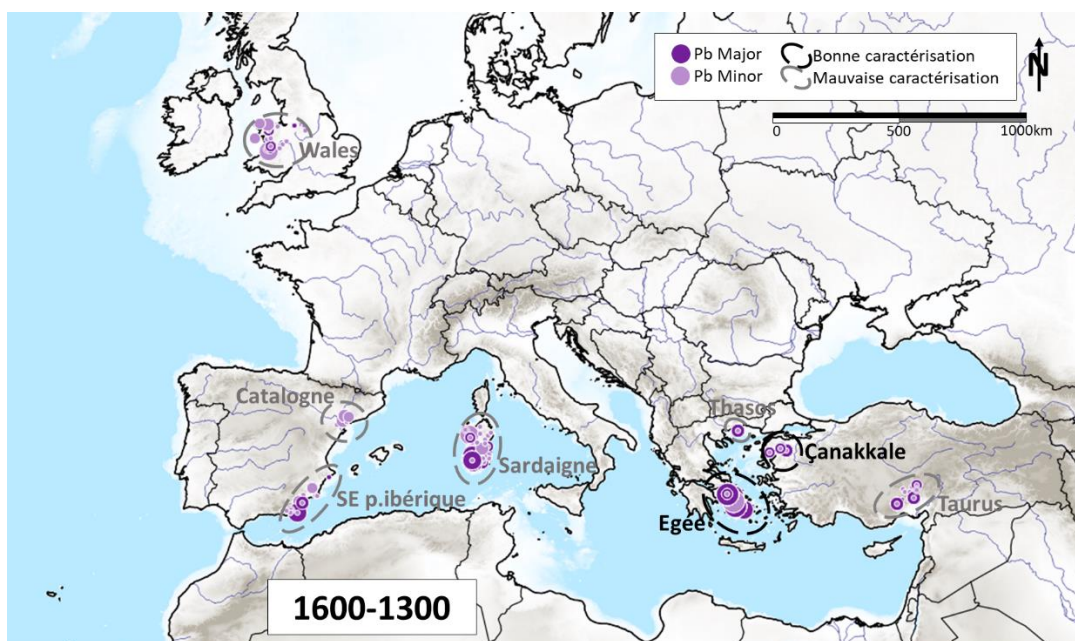 Pb Major
Bonne caractérisation
Pb Minor
Mauvaise caractérisation
N
0 500 1000km
Wales
Catalogne
Thasos
Çanakkale
Sardaigne
SE p.ibérique
Taurus
Egée
1600-1300